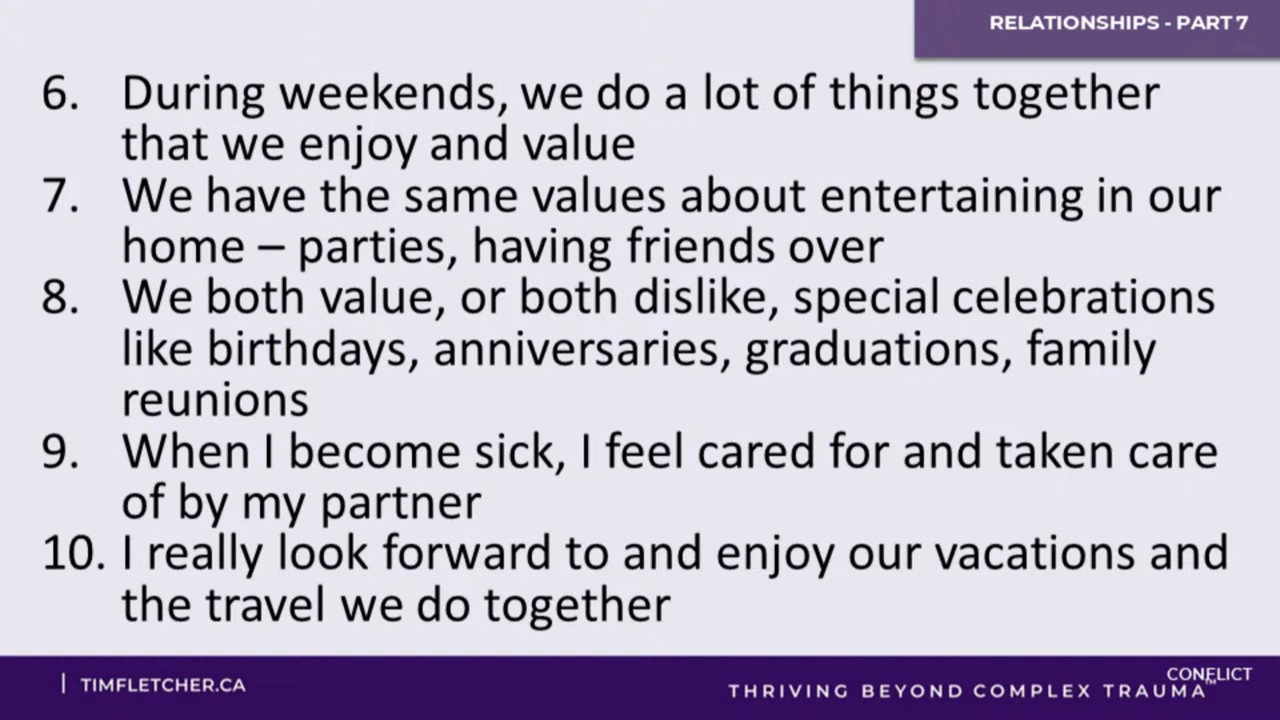 RELATIONSHIPS - PART 7
6. During weekends, we do a lot of things together
that we enjoy and value
7. We have the same values about entertaining in our
home – parties, having friends over
8. We both value, or both dislike, special celebrations
like birthdays, anniversaries, graduations, family
reunions
9. When I become sick, I feel cared for and taken care
of by my partner
10. I really look forward to and enjoy our vacations and
the travel we do together
| TIMFLETCHER.CA
CONFLICT
THRIVING BEYOND COMPLEX TRAUMA™